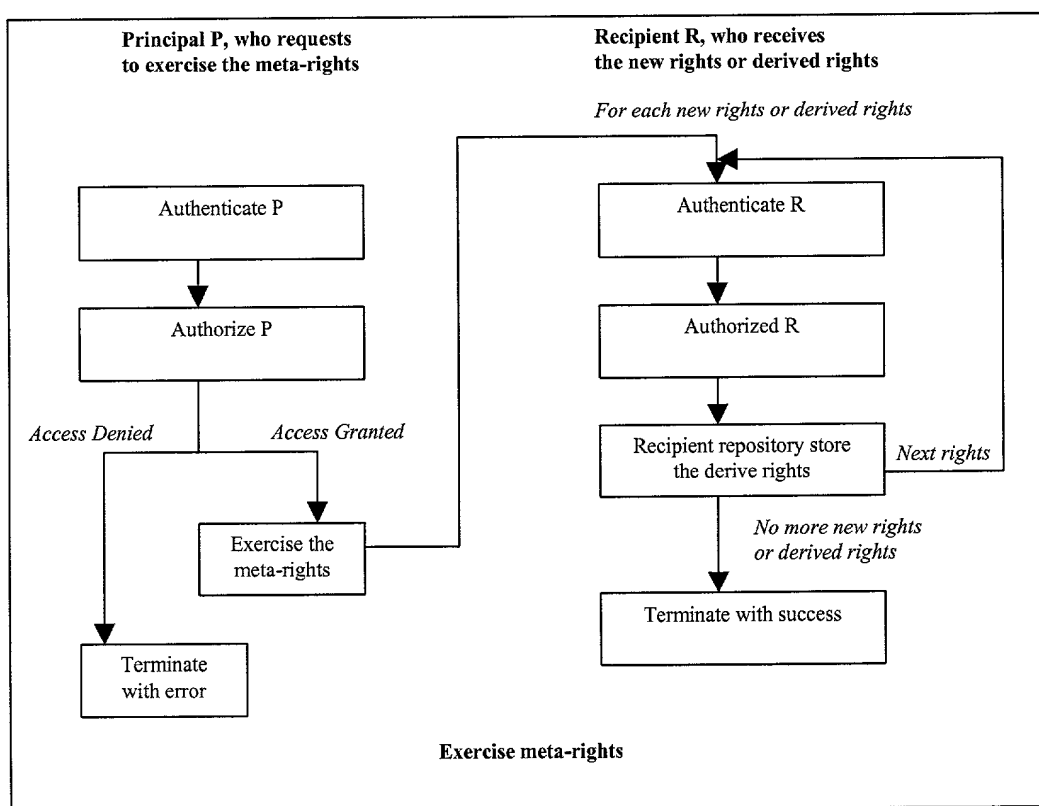 Principal P, who requests
to exercise the meta-rights
Recipient R, who receives
the new rights or derived rights
For each new rights or derived rights
Authenticate P
Authorize P
Access Denied
Access Granted
Exercise the
meta-rights
Terminate
with error
Authenticate R
Authorized R
Recipient repository store
the derive rights
Next rights
No more new rights
or derived rights
Terminate with success
Exercise meta-rights